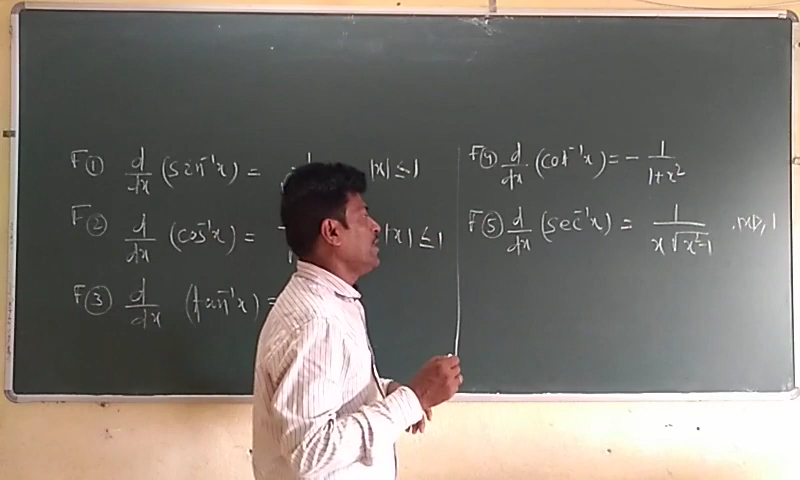 F① d/dx (sin⁻¹x) = 1 |x| ≤ 1
F② d/dx (cos⁻¹x) = |x| ≤ 1
F③ d/dx (tan⁻¹x) =
F④ d/dx (cot⁻¹x) = - 1/1+x²
F⑤ d/dx (sec⁻¹x) = 1/x√x²-1